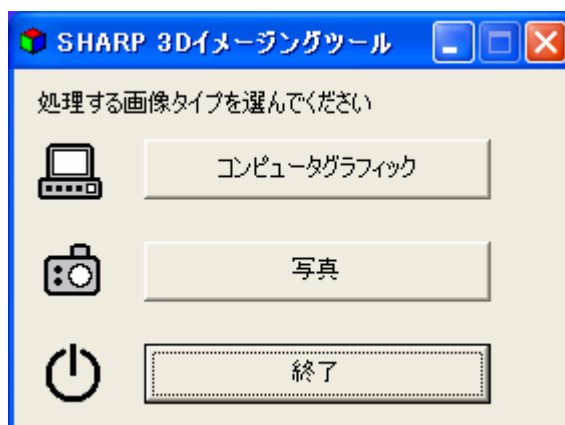 SHARP 3Dイメージングツール
処理する画像タイプを選んでください
コンピュータグラフィック
写真
終了